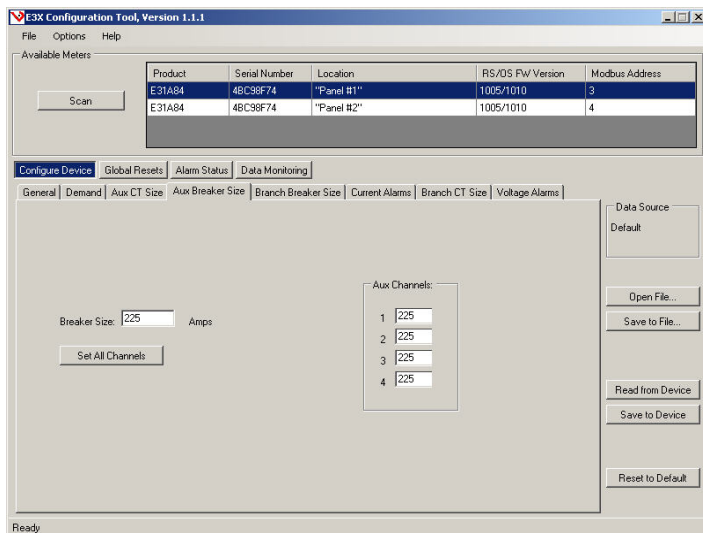 E3X Configuration Tool, Version 1.1.1
File Options Help
Available Meters
Scan
Product Serial Number Location RS/OS FW Version Modbus Address
E31A84 4BC98F74 "Panel #1" 1005/1010 3
E31A84 4BC98F74 "Panel #2" 1005/1010 4
Configure Device Global Resets Alarm Status Data Monitoring
General Demand Aux CT Size Aux Breaker Size Branch Breaker Size Current Alarms Branch CT Size Voltage Alarms
Breaker Size: 225 Amps
Set All Channels
Aux Channels:
1 225
2 225
3 225
4 225
Data Source
Default
Open File...
Save to File...
Read from Device
Save to Device
Reset to Default
Ready